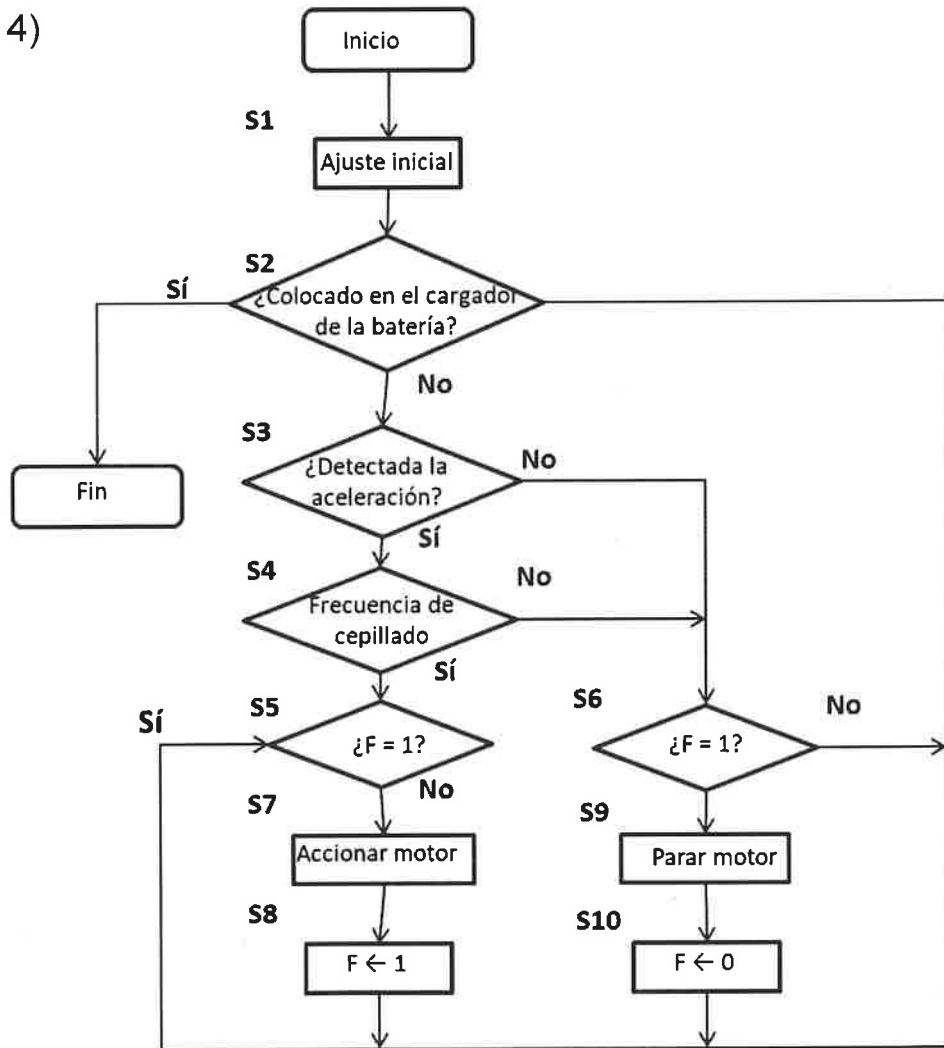 4)
Inicio
S1
Ajuste inicial
S2
Sí
¿Colocado en el cargador
de la batería?
No
S3
¿Detectada la
aceleración?
No
Fin
Sí
S4
No
Frecuencia de
cepillado
Sí
S5
S6
No
Sí
¿F = 1?
¿F = 1?
No
S7
S9
Accionar motor
Parar motor
S8
S10
F ← 1
F ← 0